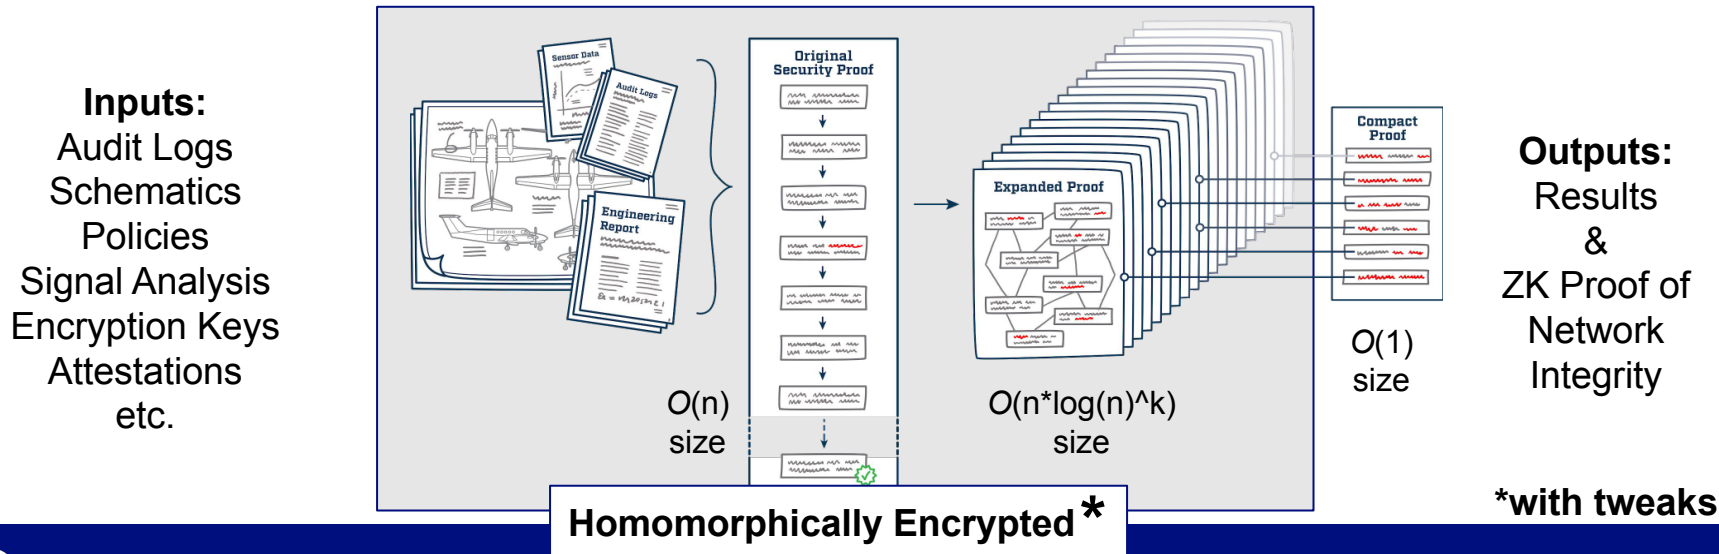 Inputs:
Audit Logs
Schematics
Policies
Signal Analysis
Encryption Keys
Attestations
etc.
Sensor Data
Audit Logs
Engineering
Report
O(n)
size
Original
Security Proof
Expanded Proof
O(n*log(n)^k)
size
Compact
Proof
O(1)
size
Outputs:
Results
&
ZK Proof of
Network
Integrity
Homomorphically Encrypted*
*with tweaks